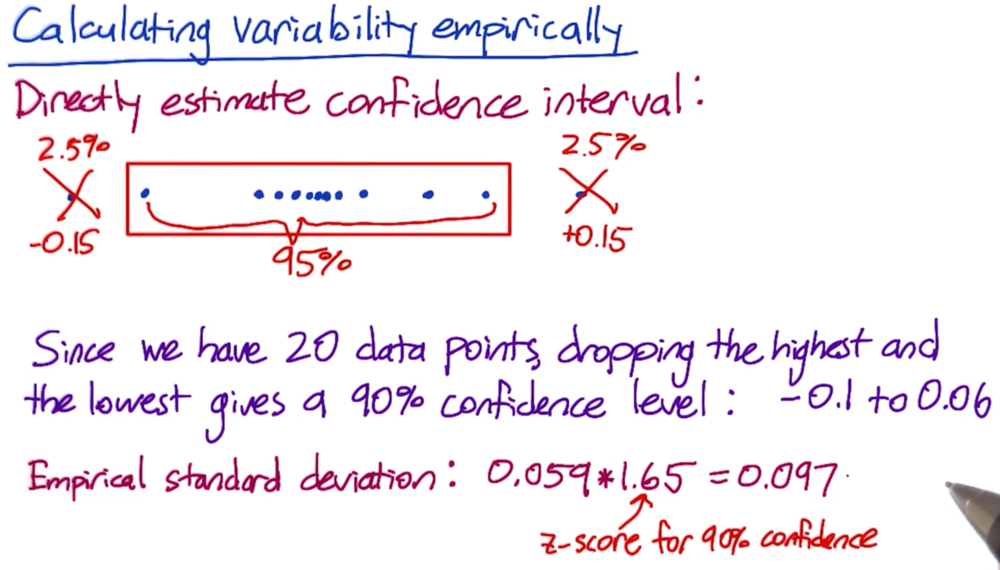 Calculating variability empirically
Directly estimate confidence interval:
2.5% 2.5%
-0.15 +0.15
95%
Since we have 20 data points, dropping the highest and
the lowest gives a 90% confidence level: -0.1 to 0.06
Empirical standard deviation: 0.059*1.65 = 0.097
z-score for 90% confidence